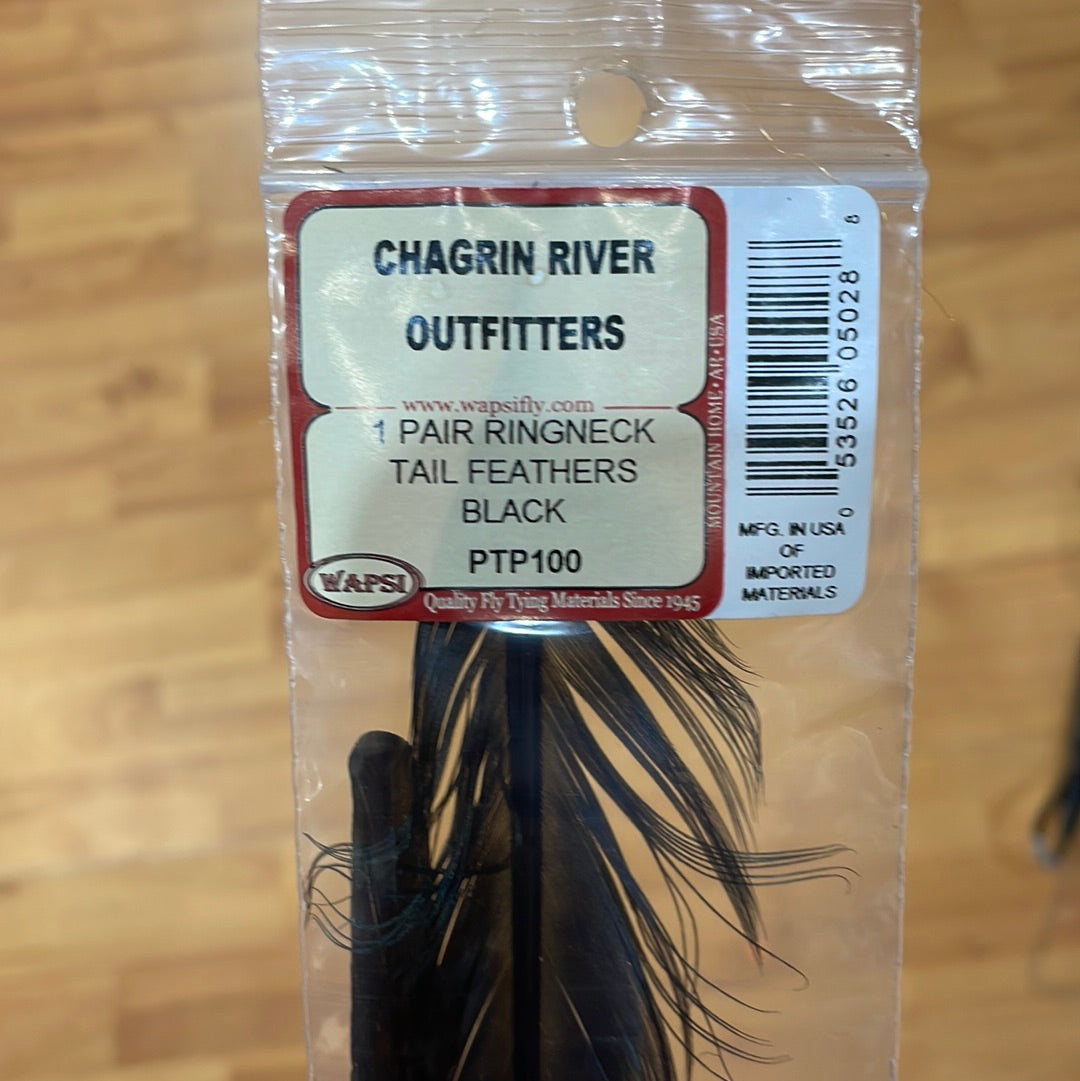 CHAGRIN RIVER
OUTFITTERS
www.wapsifly.com
1 PAIR RINGNECK
TAIL FEATHERS
BLACK
PTP100
WAPSI
Quality Fly Tying Materials Since 1945
MOUNTAIN HOME • AR • USA
0 53526 05028 8
MFG. IN USA
OF
IMPORTED
MATERIALS